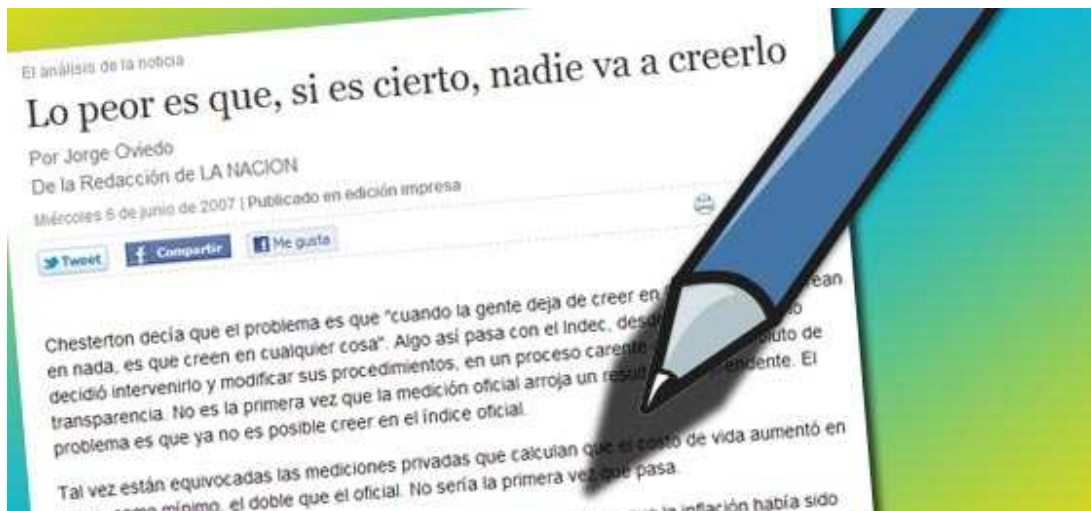 El análisis de la noticia
Lo peor es que, si es cierto, nadie va a creerlo
Por Jorge Oviedo
De la Redacción de LA NACION
Miércoles 6 de junio de 2007 | Publicado en edición impresa
Tweet Compartir Me gusta
Chesterton decía que el problema es que "cuando la gente deja de creer en
en nada, es que creen en cualquier cosa". Algo así pasa con el Indec,
decidió intervenirlo y modificar sus procedimientos, en un proceso carente de
transparencia. No es la primera vez que la medición oficial arroja un El
problema es que ya no es posible creer en el índice oficial.
Tal vez están equivocadas las mediciones privadas que calculan que el costo de vida aumentó en
como mínimo, el doble que el oficial. No sería la primera vez que pasa.
que la inflación había sido